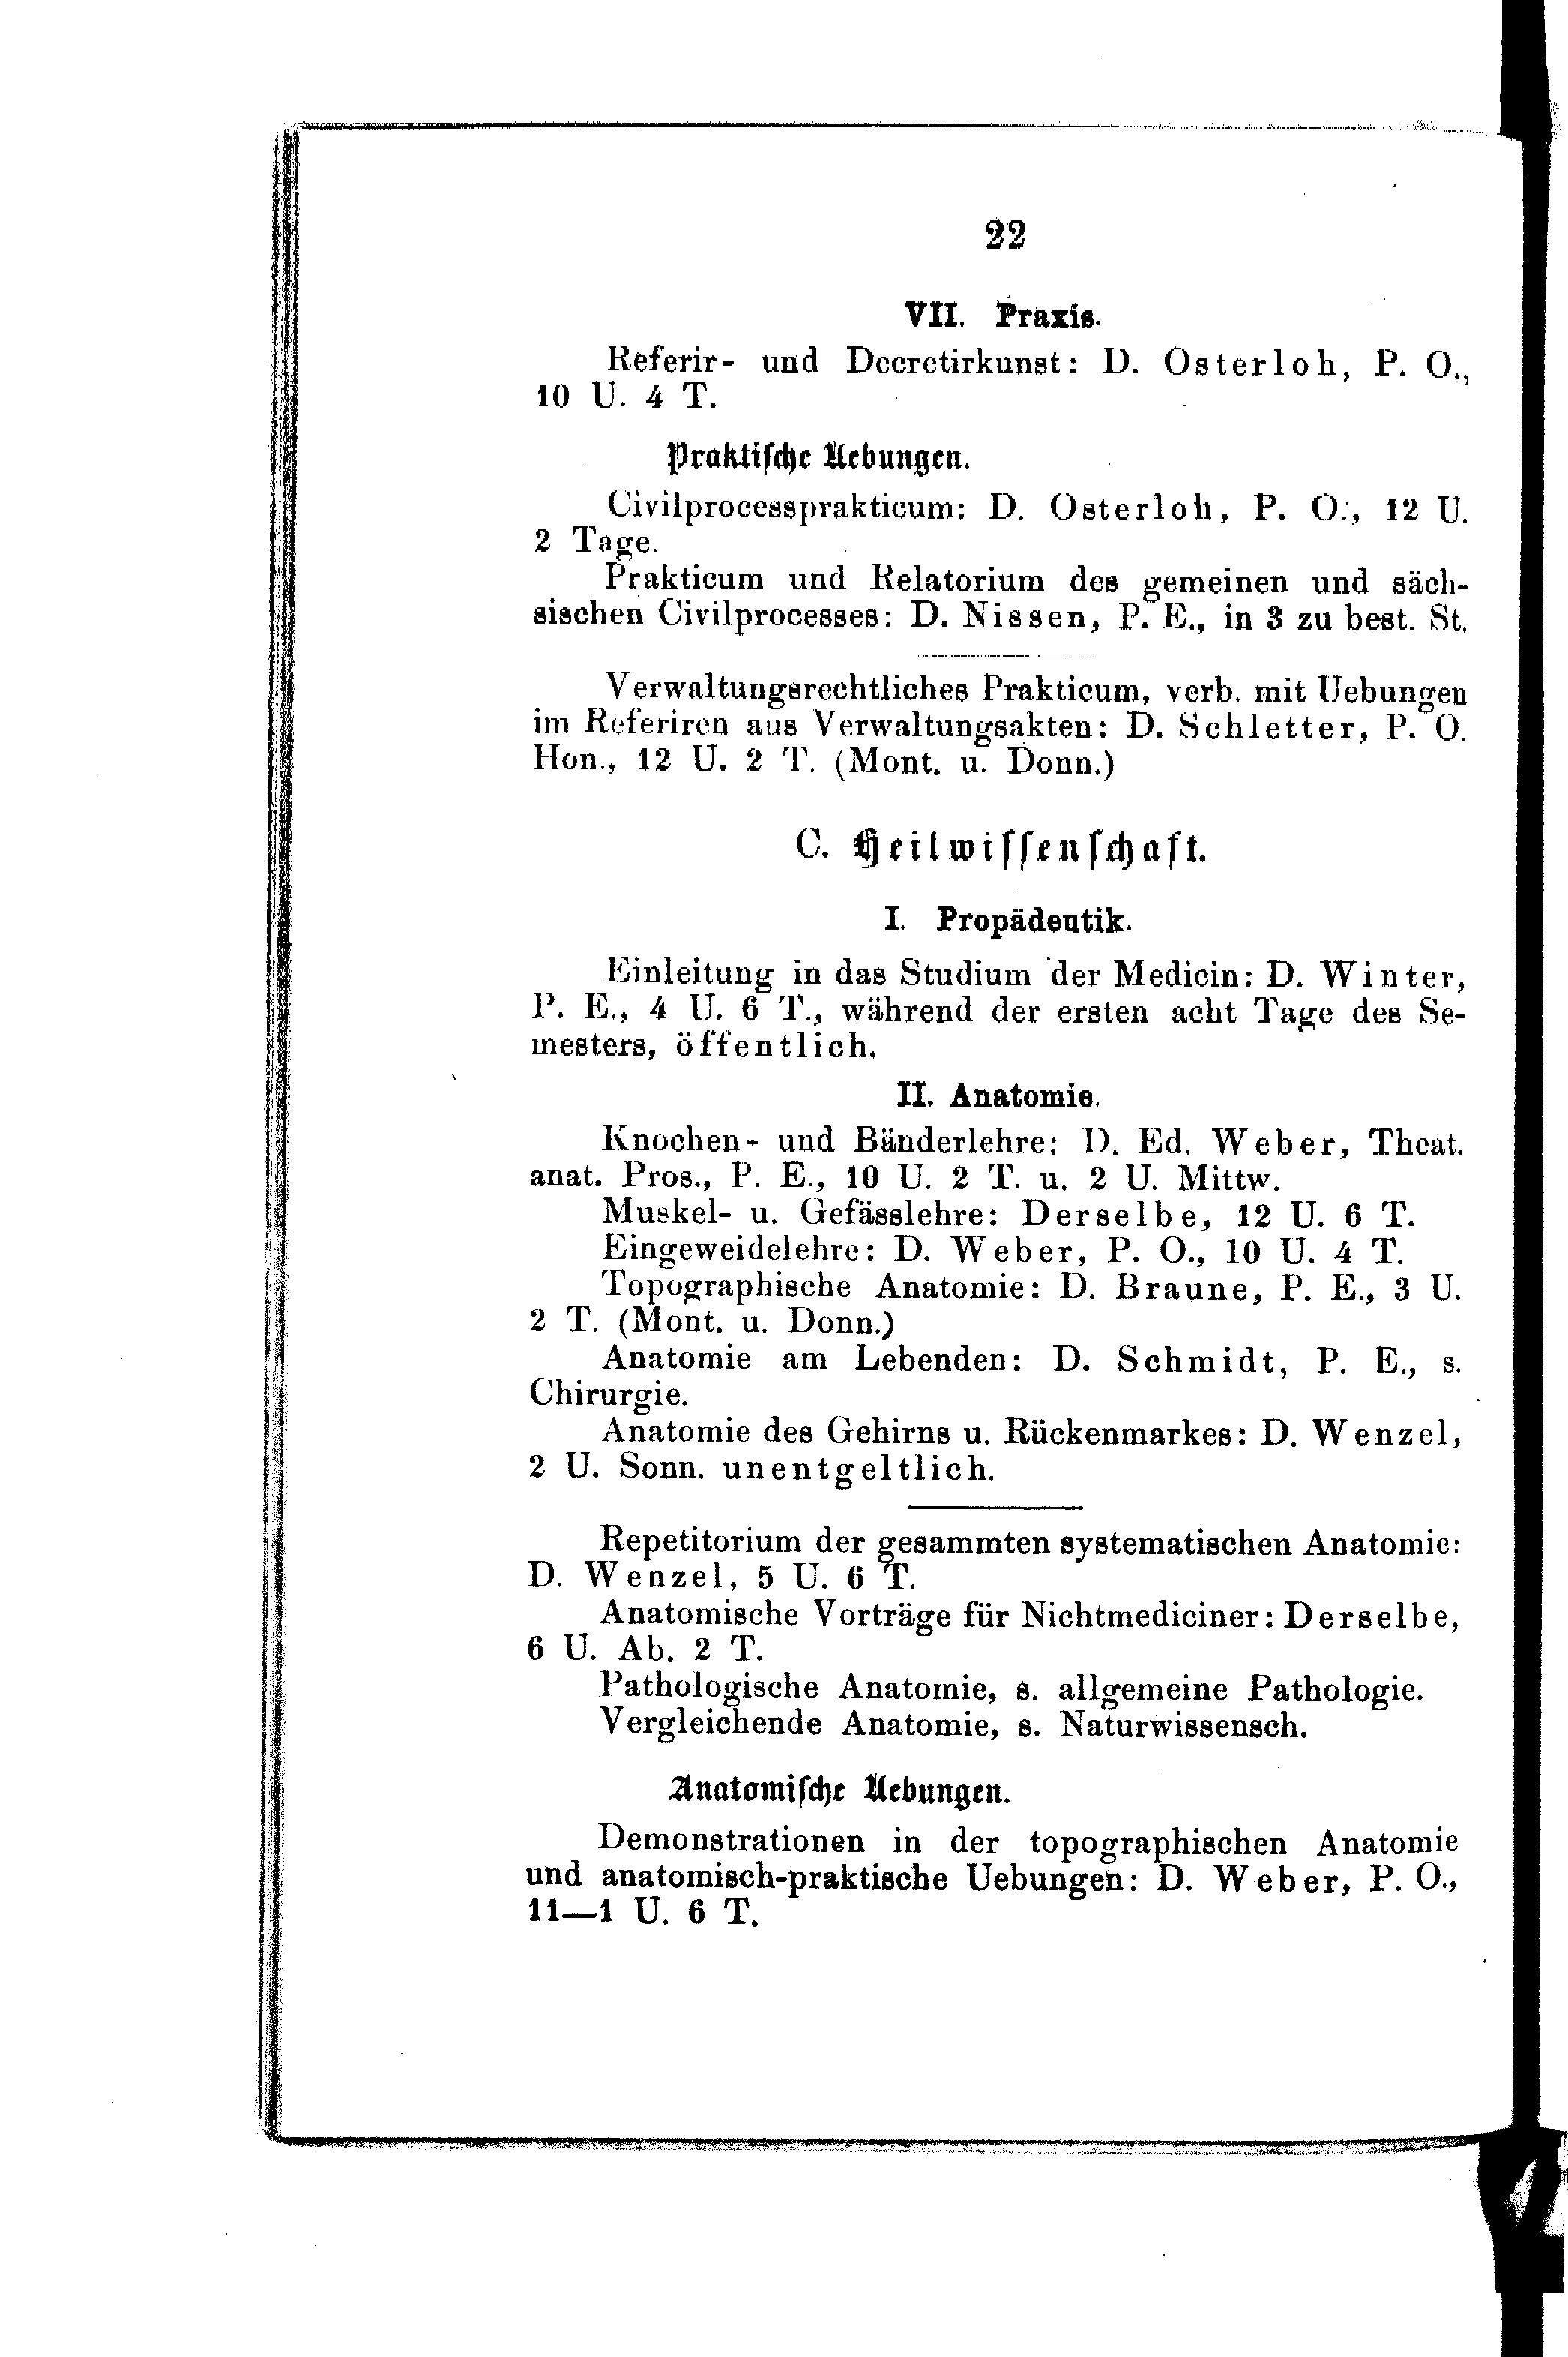 22
VII. Praxis.
Referir- und Decretirkunst: D. Osterloh, P. O.,
10 U. 4 T.
Praktiſche Uebungen.
Civilprocessprakticum: D. Osterloh, P. O., 12 U.
2 Tage.
Prakticum und Relatorium des gemeinen und säch-
sischen Civilprocesses: D. Nissen, P. E., in 3 zu best. St.
Verwaltungsrechtliches Prakticum, verb. mit Uebungen
im Referiren aus Verwaltungsakten: D. Schletter, P. O.
Hon., 12 U. 2 T. (Mont. u. Donn.)
C. Heilwiſſenſchaft.
I. Propädeutik.
Einleitung in das Studium der Medicin: D. Winter,
P. E., 4 U. 6 T., während der ersten acht Tage des Se-
mesters, öffentlich.
II. Anatomie.
Knochen- und Bänderlehre: D. Ed. Weber, Theat.
anat. Pros., P. E., 10 U. 2 T. u. 2 U. Mittw.
Muskel- u. Gefässlehre: Derselbe, 12 U. 6 T.
Eingeweidelehre: D. Weber, P. O., 10 U. 4 T.
Topographische Anatomie: D. Braune, P. E., 3 U.
2 T. (Mont. u. Donn.)
Anatomie am Lebenden: D. Schmidt, P. E., s.
Chirurgie.
Anatomie des Gehirns u. Rückenmarkes: D. Wenzel,
2 U. Sonn. unentgeltlich.
Repetitorium der gesammten systematischen Anatomie:
D. Wenzel, 5 U. 6 T.
Anatomische Vorträge für Nichtmediciner: Derselbe,
6 U. Ab. 2 T.
Pathologische Anatomie, s. allgemeine Pathologie.
Vergleichende Anatomie, s. Naturwissensch.
Anatomiſche Uebungen.
Demonstrationen in der topographischen Anatomie
und anatomisch-praktische Uebungen: D. Weber, P. O.,
11—1 U. 6 T.